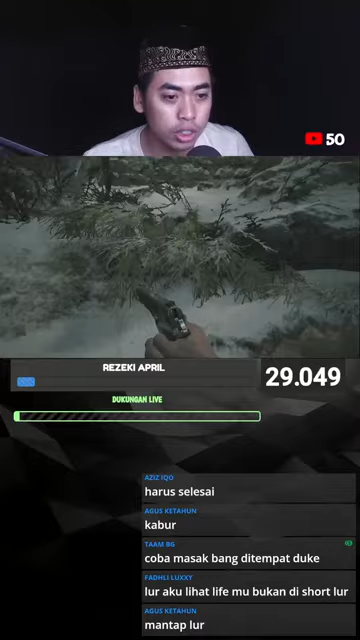 50
REZEKI APRIL
29.049
DUKUNGAN LIVE
AZIZ IQO
harus selesai
AGUS KETAHUN
kabur
TAAM BG
coba masak bang ditempat duke
FADHLI LUXXY
lur aku lihat life mu bukan di short lur
AGUS KETAHUN
mantap lur